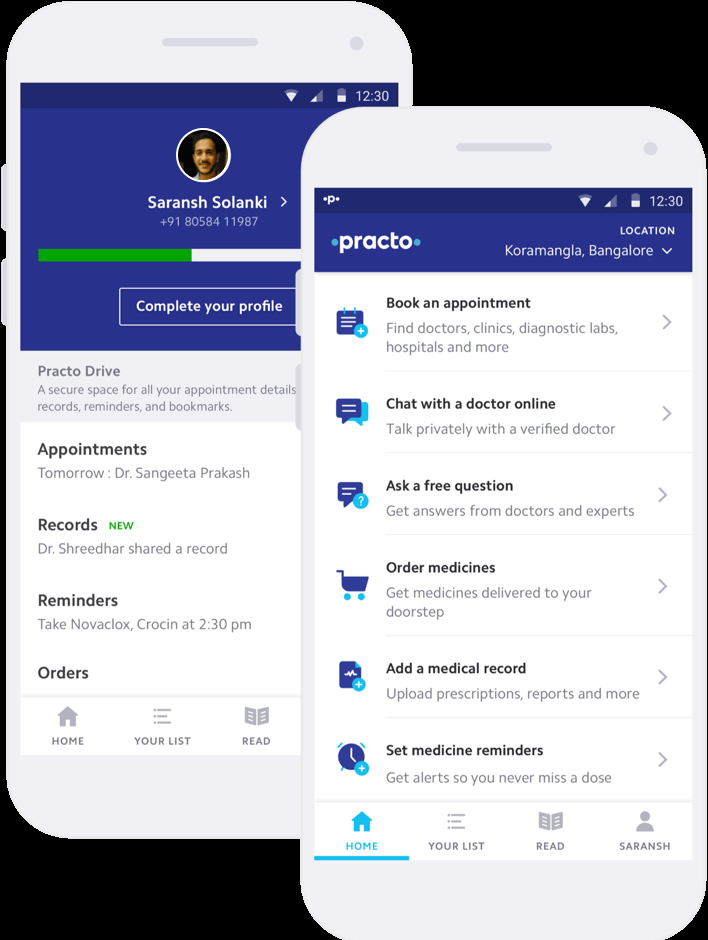 12:30
Saransh Solanki
+91 80584 11987
Complete your profile
Practo Drive
A secure space for all your appointment details
records, reminders, and bookmarks.
Appointments
Tomorrow : Dr. Sangeeta Prakash
Records NEW
Dr. Shreedhar shared a record
Reminders
Take Novaclox, Crocin at 2:30 pm
Orders
HOME YOUR LIST READ
•p• 12:30
•practo•
LOCATION
Koramangla, Bangalore
Book an appointment
Find doctors, clinics, diagnostic labs,
hospitals and more
Chat with a doctor online
Talk privately with a verified doctor
Ask a free question
Get answers from doctors and experts
Order medicines
Get medicines delivered to your
doorstep
Add a medical record
Upload prescriptions, reports and more
Set medicine reminders
Get alerts so you never miss a dose
HOME YOUR LIST READ SARANSH